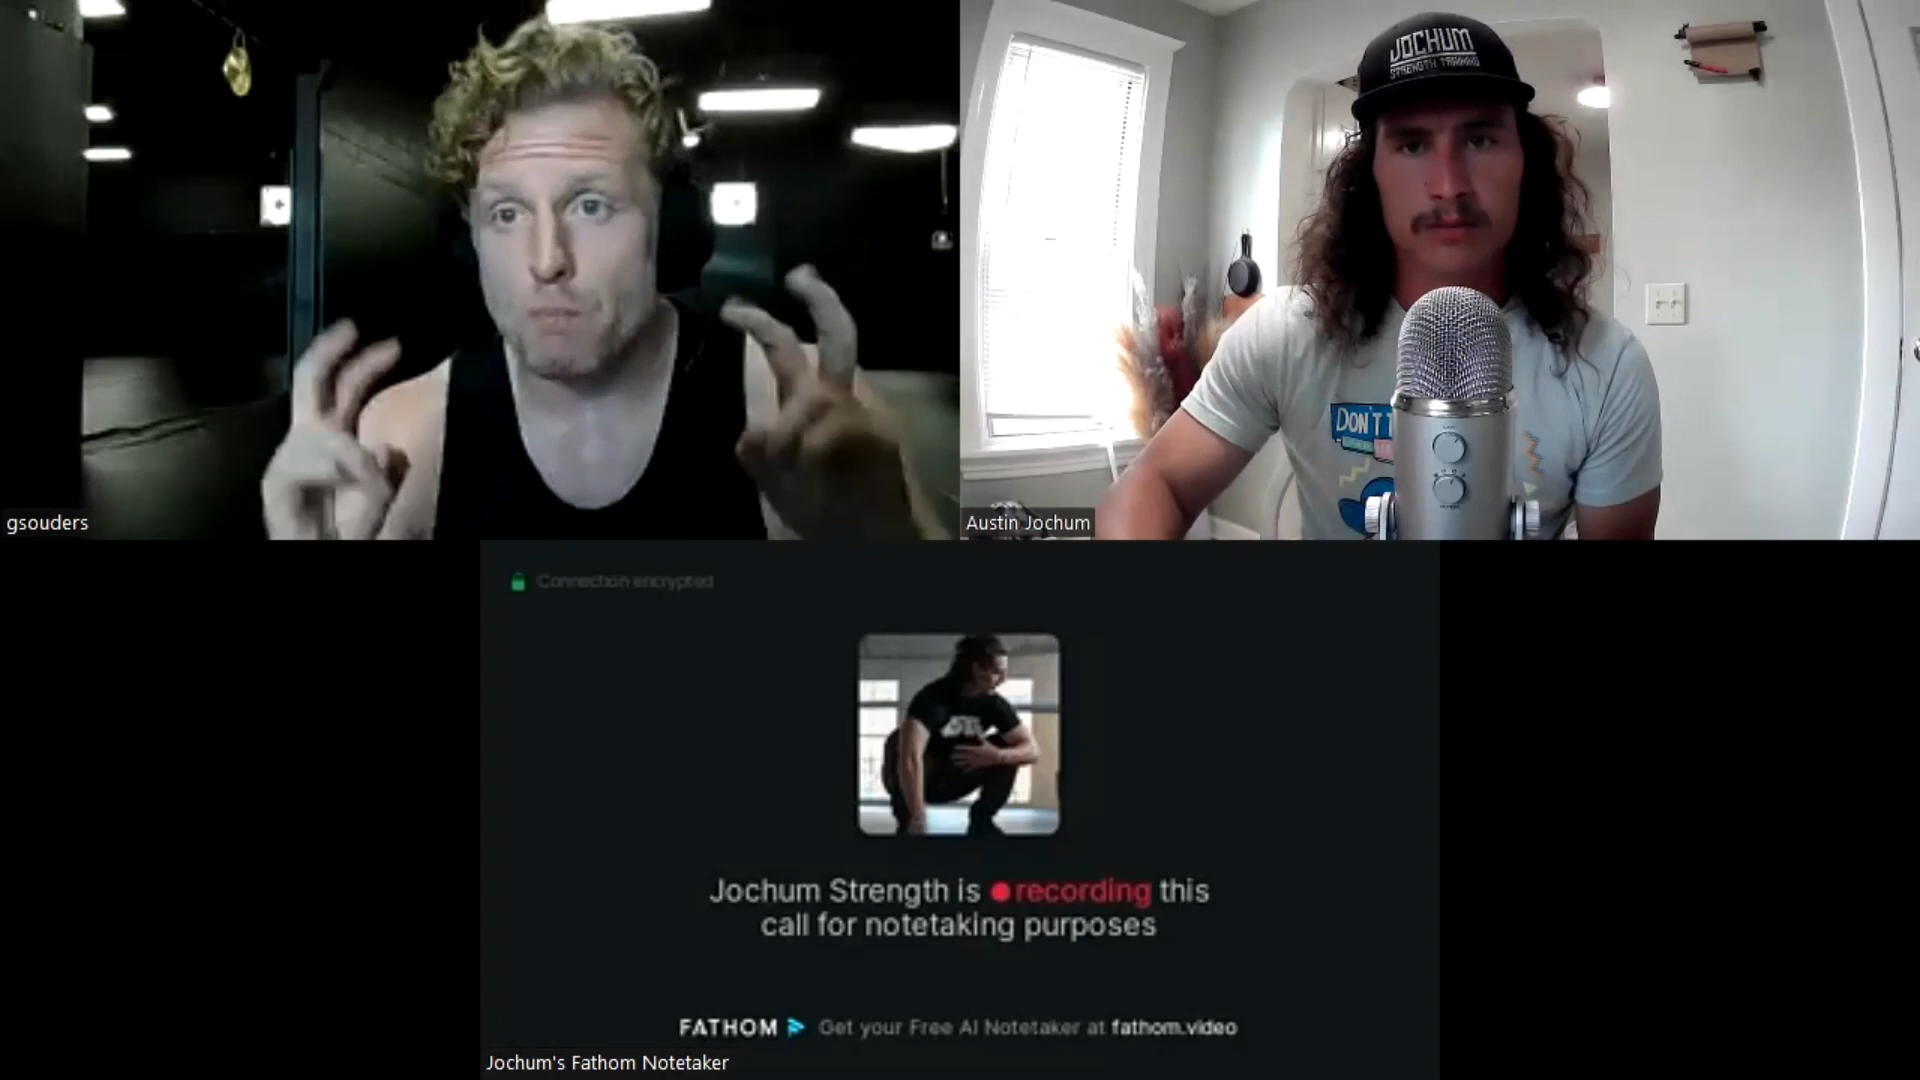 JOCHUM
STRENGTH TRAINING
DON'T
gsouders
Austin Jochum
Connection encrypted
Jochum Strength is recording this
call for notetaking purposes
FATHOM Get your Free AI Notetaker at fathom.video
Jochum's Fathom Notetaker